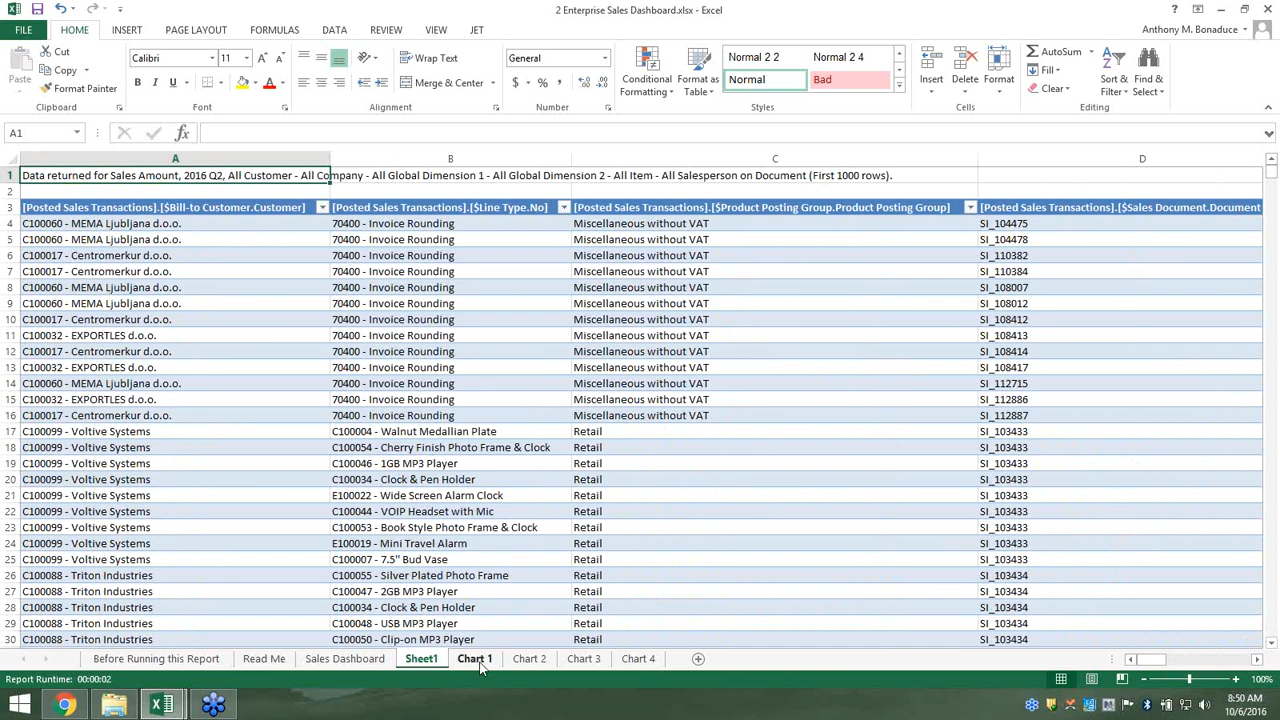 2 Enterprise Sales Dashboard.xlsx - Excel
FILE HOME INSERT PAGE LAYOUT FORMULAS DATA REVIEW VIEW JET Anthony M. Bonaduce
Paste Cut Copy Format Painter Clipboard
Calibri 11 B I U Font
Wrap Text Merge & Center Alignment
General $ % , Number
Conditional Formatting Format as Table Normal 2 2 Normal 2 4 Normal Bad Styles
Insert Delete Format Cells
AutoSum Fill Clear Sort & Filter Find & Select Editing
A1 fx
A B C D
1 Data returned for Sales Amount, 2016 Q2, All Customer - All Company - All Global Dimension 1 - All Global Dimension 2 - All Item - All Salesperson on Document (First 1000 rows).
2
3 [Posted Sales Transactions].[$Bill-to Customer.Customer] [Posted Sales Transactions].[$Line Type.No] [Posted Sales Transactions].[$Product Posting Group.Product Posting Group] [Posted Sales Transactions].[$Sales Document.Document
4 C100060 - MEMA Ljubljana d.o.o. 70400 - Invoice Rounding Miscellaneous without VAT SI_104475
5 C100060 - MEMA Ljubljana d.o.o. 70400 - Invoice Rounding Miscellaneous without VAT SI_104478
6 C100017 - Centromerkur d.o.o. 70400 - Invoice Rounding Miscellaneous without VAT SI_110382
7 C100017 - Centromerkur d.o.o. 70400 - Invoice Rounding Miscellaneous without VAT SI_110384
8 C100060 - MEMA Ljubljana d.o.o. 70400 - Invoice Rounding Miscellaneous without VAT SI_108007
9 C100060 - MEMA Ljubljana d.o.o. 70400 - Invoice Rounding Miscellaneous without VAT SI_108012
10 C100017 - Centromerkur d.o.o. 70400 - Invoice Rounding Miscellaneous without VAT SI_108412
11 C100032 - EXPORTLES d.o.o. 70400 - Invoice Rounding Miscellaneous without VAT SI_108413
12 C100017 - Centromerkur d.o.o. 70400 - Invoice Rounding Miscellaneous without VAT SI_108414
13 C100032 - EXPORTLES d.o.o. 70400 - Invoice Rounding Miscellaneous without VAT SI_108417
14 C100060 - MEMA Ljubljana d.o.o. 70400 - Invoice Rounding Miscellaneous without VAT SI_112715
15 C100032 - EXPORTLES d.o.o. 70400 - Invoice Rounding Miscellaneous without VAT SI_112886
16 C100017 - Centromerkur d.o.o. 70400 - Invoice Rounding Miscellaneous without VAT SI_112887
17 C100099 - Voltive Systems C100004 - Walnut Medallian Plate Retail SI_103433
18 C100099 - Voltive Systems C100054 - Cherry Finish Photo Frame & Clock Retail SI_103433
19 C100099 - Voltive Systems C100046 - 1GB MP3 Player Retail SI_103433
20 C100099 - Voltive Systems C100034 - Clock & Pen Holder Retail SI_103433
21 C100099 - Voltive Systems E100022 - Wide Screen Alarm Clock Retail SI_103433
22 C100099 - Voltive Systems C100044 - VOIP Headset with Mic Retail SI_103433
23 C100099 - Voltive Systems C100053 - Book Style Photo Frame & Clock Retail SI_103433
24 C100099 - Voltive Systems E100019 - Mini Travel Alarm Retail SI_103433
25 C100099 - Voltive Systems C100007 - 7.5" Bud Vase Retail SI_103433
26 C100088 - Triton Industries C100055 - Silver Plated Photo Frame Retail SI_103434
27 C100088 - Triton Industries C100047 - 2GB MP3 Player Retail SI_103434
28 C100088 - Triton Industries C100034 - Clock & Pen Holder Retail SI_103434
29 C100088 - Triton Industries C100048 - USB MP3 Player Retail SI_103434
30 C100088 - Triton Industries C100050 - Clip-on MP3 Player Retail SI_103434
Before Running this Report Read Me Sales Dashboard Sheet1 Chart 1 Chart 2 Chart 3 Chart 4
Report Runtime: 00:00:02 100%
8:50 AM
10/6/2016